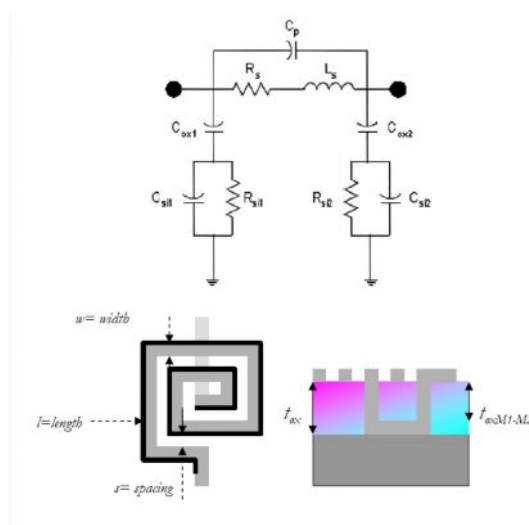 Cp
Rs Ls
Cox1 Cox2
Csi1 Rsi1 Rsi2 Csi2
w= width
l=length
s= spacing
tox toxM1-M2